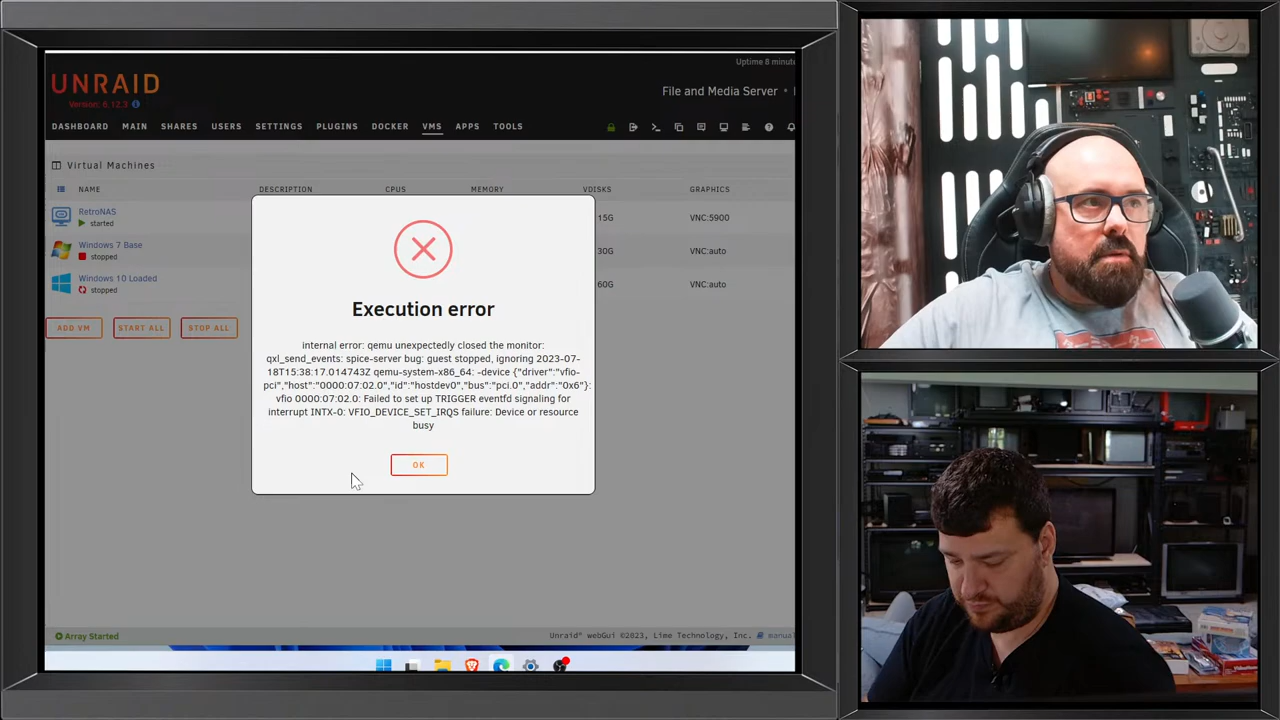 UNRAID
Version: 6.12.3
Uptime 8 minute
File and Media Server •
DASHBOARD MAIN SHARES USERS SETTINGS PLUGINS DOCKER VMS APPS TOOLS
Virtual Machines
NAME DESCRIPTION CPUS MEMORY VDISKS GRAPHICS
RetroNAS
started
15G VNC:5900
Windows 7 Base
stopped
30G VNC:auto
Windows 10 Loaded
stopped
60G VNC:auto
ADD VM START ALL STOP ALL
Execution error
internal error: qemu unexpectedly closed the monitor:
qxl_send_events: spice-server bug: guest stopped, ignoring 2023-07-
18T15:38:17.014743Z qemu-system-x86_64: -device {"driver":"vfio-
pci","host":"0000:07:02.0","id":"hostdev0","bus":"pci.0","addr":"0x6"}:
vfio 0000:07:02.0: Failed to set up TRIGGER eventfd signaling for
interrupt INTX-0: VFIO_DEVICE_SET_IRQS failure: Device or resource
busy
OK
Array Started
Unraid® webGui ©2023, Lime Technology, Inc. manua